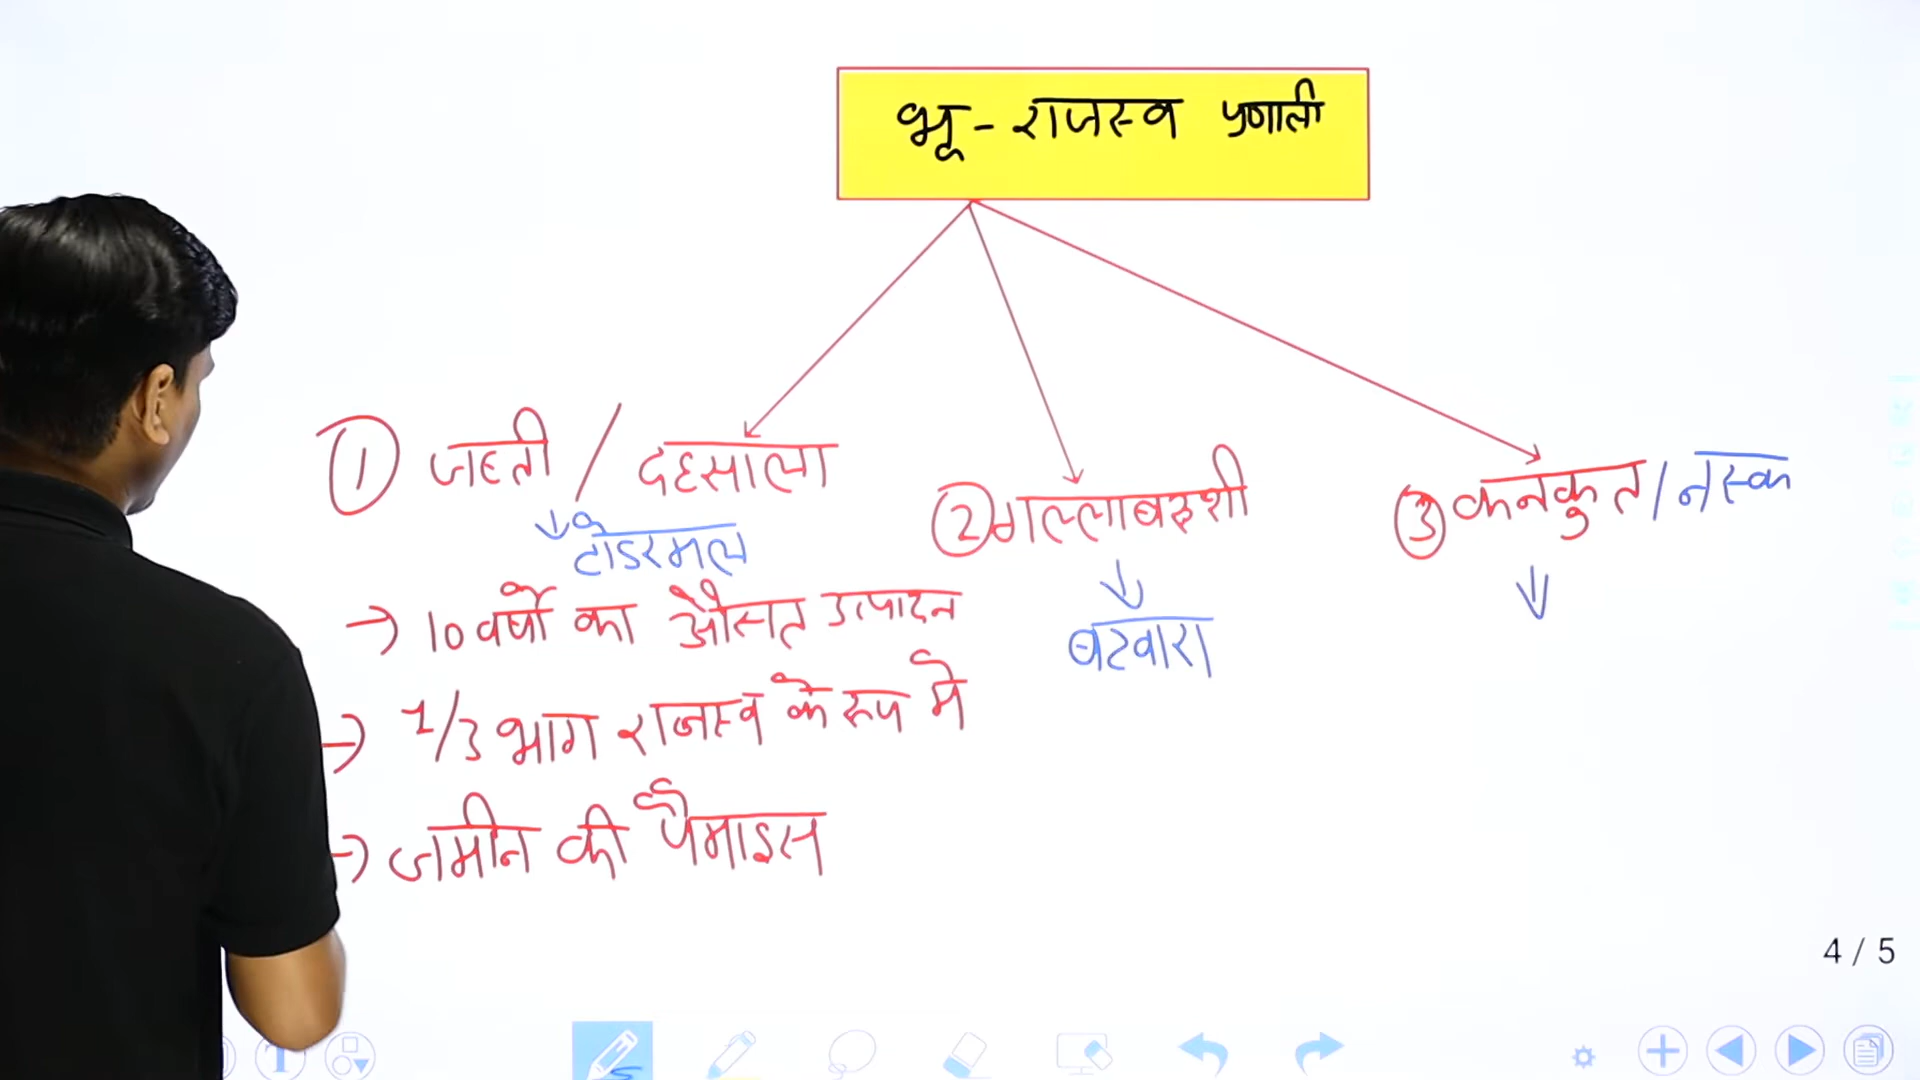 भू - राजस्व प्रणाली
① जब्ती / दहसाला
टोडरमल
→ 10 वर्षो का औसत उत्पादन
→ 1/3 भाग राजस्व के रूप में
→ जमीन की पैमाइस
② गल्लाबख्शी
बटवारा
③ कनकुत / नस्क
4 / 5